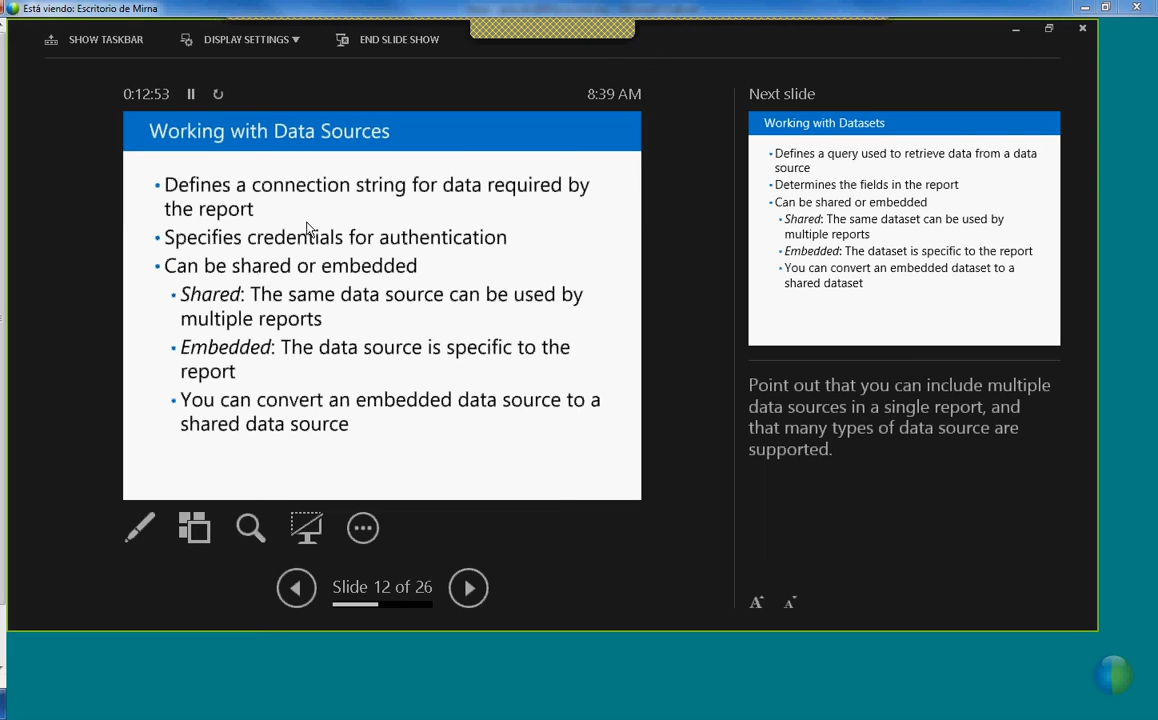 Está viendo: Escritorio de Mirna
SHOW TASKBAR
DISPLAY SETTINGS
END SLIDE SHOW
0:12:53
8:39 AM
Working with Data Sources
• Defines a connection string for data required by
the report
• Specifies credentials for authentication
• Can be shared or embedded
• Shared: The same data source can be used by
multiple reports
• Embedded: The data source is specific to the
report
• You can convert an embedded data source to a
shared data source
Slide 12 of 26
Next slide
Working with Datasets
• Defines a query used to retrieve data from a data
source
• Determines the fields in the report
• Can be shared or embedded
• Shared: The same dataset can be used by
multiple reports
• Embedded: The dataset is specific to the report
• You can convert an embedded dataset to a
shared dataset
Point out that you can include multiple
data sources in a single report, and
that many types of data source are
supported.
A A